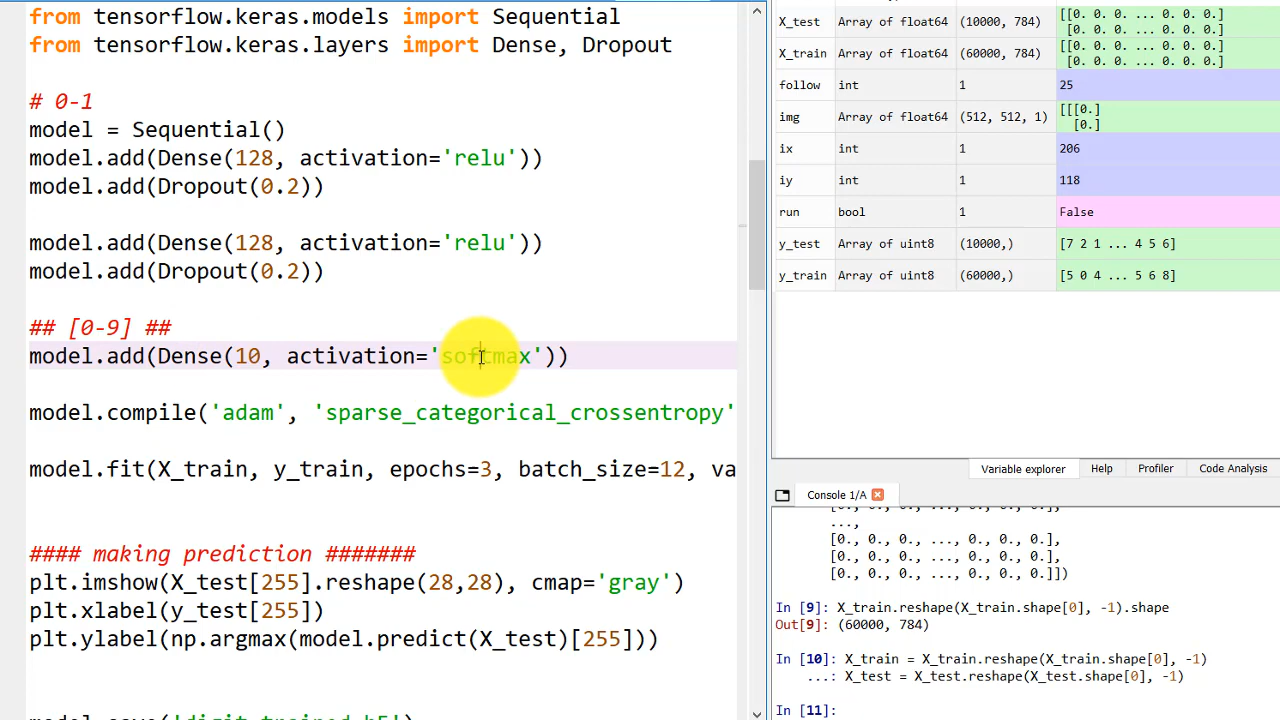 from tensorflow.keras.models import Sequential
from tensorflow.keras.layers import Dense, Dropout
# 0-1
model = Sequential()
model.add(Dense(128, activation='relu'))
model.add(Dropout(0.2))
model.add(Dense(128, activation='relu'))
model.add(Dropout(0.2))
## [0-9] ##
model.add(Dense(10, activation='softmax'))
model.compile('adam', 'sparse_categorical_crossentropy'
model.fit(X_train, y_train, epochs=3, batch_size=12, va
#### making prediction #######
plt.imshow(X_test[255].reshape(28,28), cmap='gray')
plt.xlabel(y_test[255])
plt.ylabel(np.argmax(model.predict(X_test)[255]))
model.save('digit_trained.h5')
X_test Array of float64 (10000, 784) [[0. 0. 0. ... 0. 0. 0.]
[0. 0. 0. ... 0. 0. 0.]
X_train Array of float64 (60000, 784) [[0. 0. 0. ... 0. 0. 0.]
[0. 0. 0. ... 0. 0. 0.]
follow int 1 25
img Array of float64 (512, 512, 1) [[[0.]
[0.]
ix int 1 206
iy int 1 118
run bool 1 False
y_test Array of uint8 (10000,) [7 2 1 ... 4 5 6]
y_train Array of uint8 (60000,) [5 0 4 ... 5 6 8]
Variable explorer Help Profiler Code Analysis
Console 1/A
[0., 0., 0., ..., 0., 0., 0.],
...,
[0., 0., 0., ..., 0., 0., 0.],
[0., 0., 0., ..., 0., 0., 0.],
[0., 0., 0., ..., 0., 0., 0.]])
In [9]: X_train.reshape(X_train.shape[0], -1).shape
Out[9]: (60000, 784)
In [10]: X_train = X_train.reshape(X_train.shape[0], -1)
...: X_test = X_test.reshape(X_test.shape[0], -1)
In [11]: